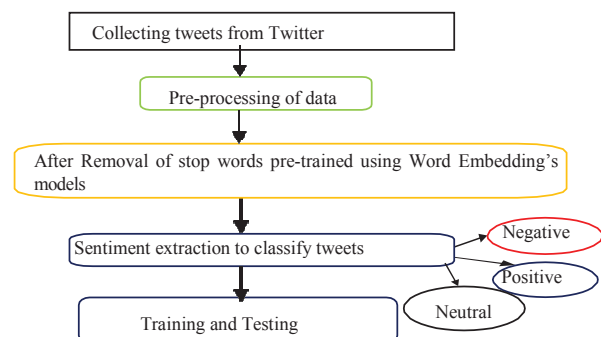 Collecting tweets from Twitter
Pre-processing of data
After Removal of stop words pre-trained using Word Embedding's
models
Sentiment extraction to classify tweets
Negative
Positive
Neutral
Training and Testing